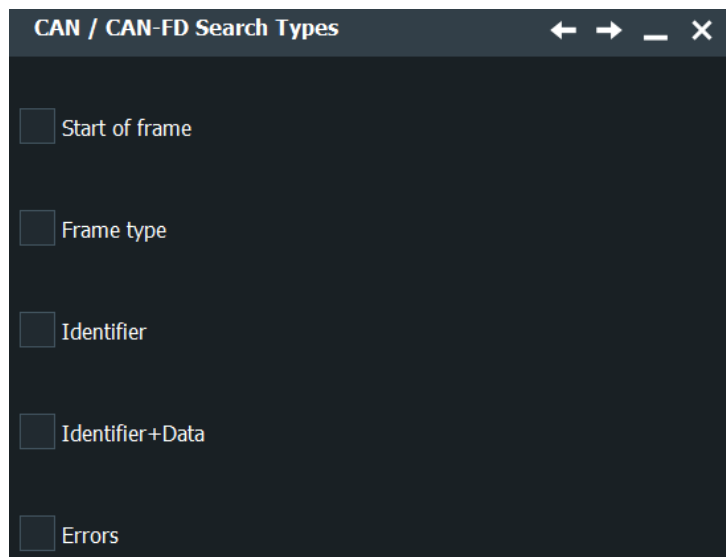 CAN / CAN-FD Search Types
Start of frame
Frame type
Identifier
Identifier+Data
Errors